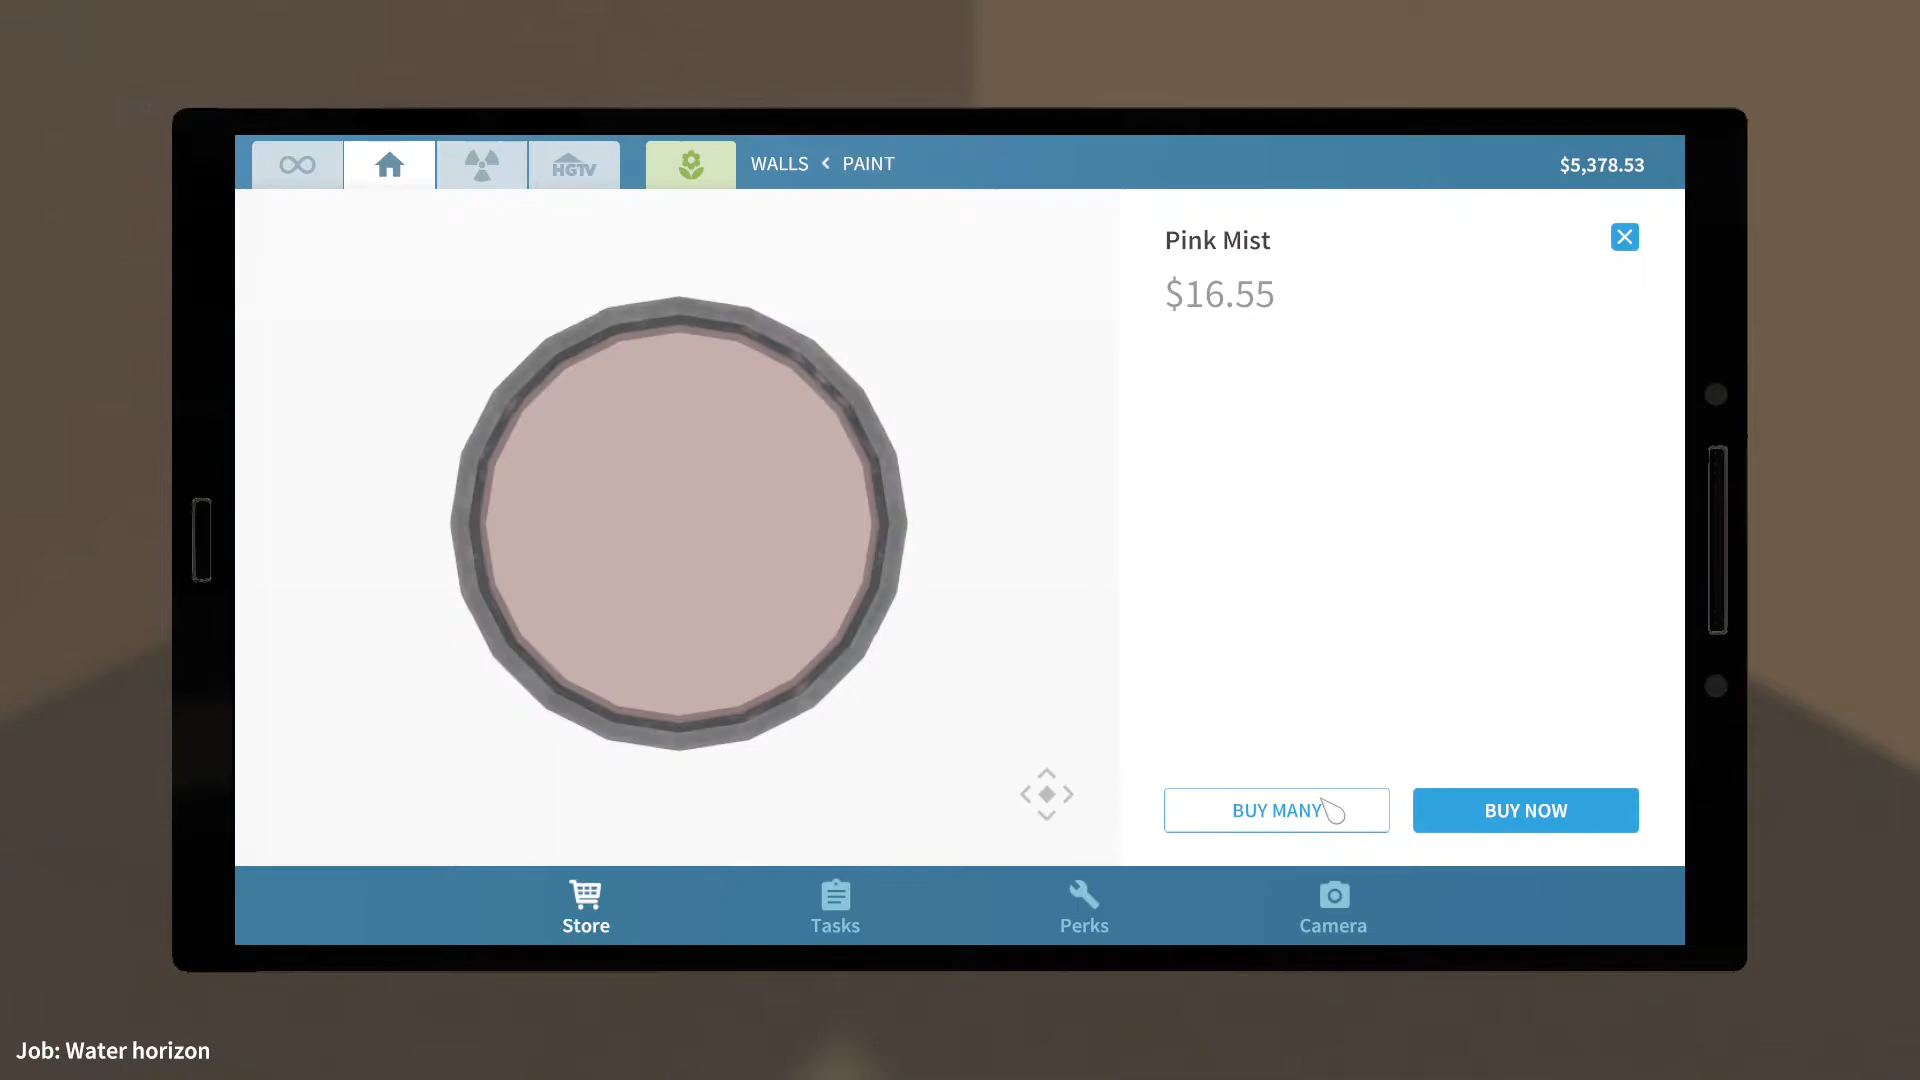 HGTV
WALLS < PAINT
$5,378.53
Pink Mist
$16.55
BUY MANY
BUY NOW
Store
Tasks
Perks
Camera
Job: Water horizon